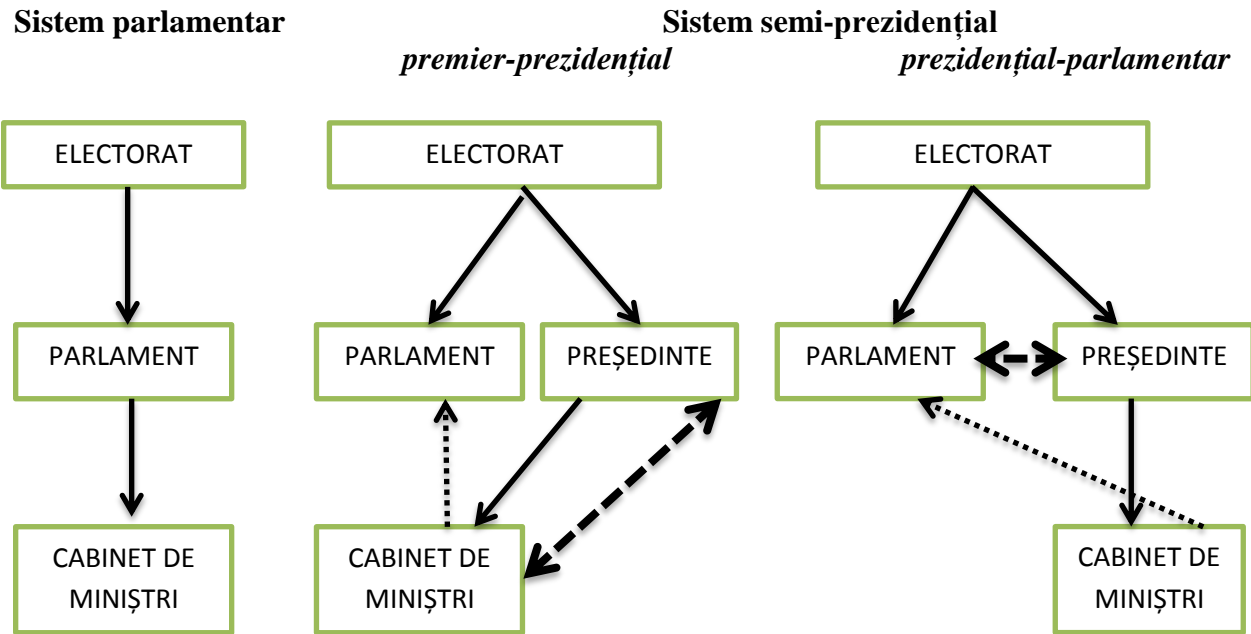 Sistem parlamentar
Sistem semi-prezidențial
premier-prezidențial
prezidențial-parlamentar
ELECTORAT
ELECTORAT
ELECTORAT
PARLAMENT
PARLAMENT
PREȘEDINTE
PARLAMENT
PREȘEDINTE
CABINET DE
MINIȘTRI
CABINET DE
MINIȘTRI
CABINET DE
MINIȘTRI